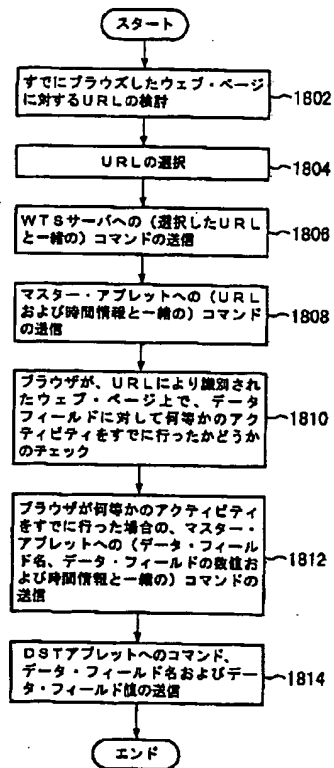 スタート
すでにブラウズしたウェブ・ページ
に対するURLの検討
1802
URLの選択
1804
WTSサーバへの(選択したURL
と一緒の)コマンドの送信
1806
マスター・アプレットへの(URL
および時間情報と一緒の)コマンド
の送信
1808
ブラウザが、URLにより識別され
たウェブ・ページ上で、データ
フィールドに対して何等かのアク
ティビティをすでに行ったかどうか
のチェック
1810
ブラウザが何等かのアクティビティ
をすでに行った場合の、マスター・
アプレットへの(データ・フィール
ド名、データ・フィールドの数値お
よび時間情報と一緒の)コマンドの
送信
1812
DSTアプレットへのコマンド、
データ・フィールド名およびデー
タ・フィールド値の送信
1814
エンド